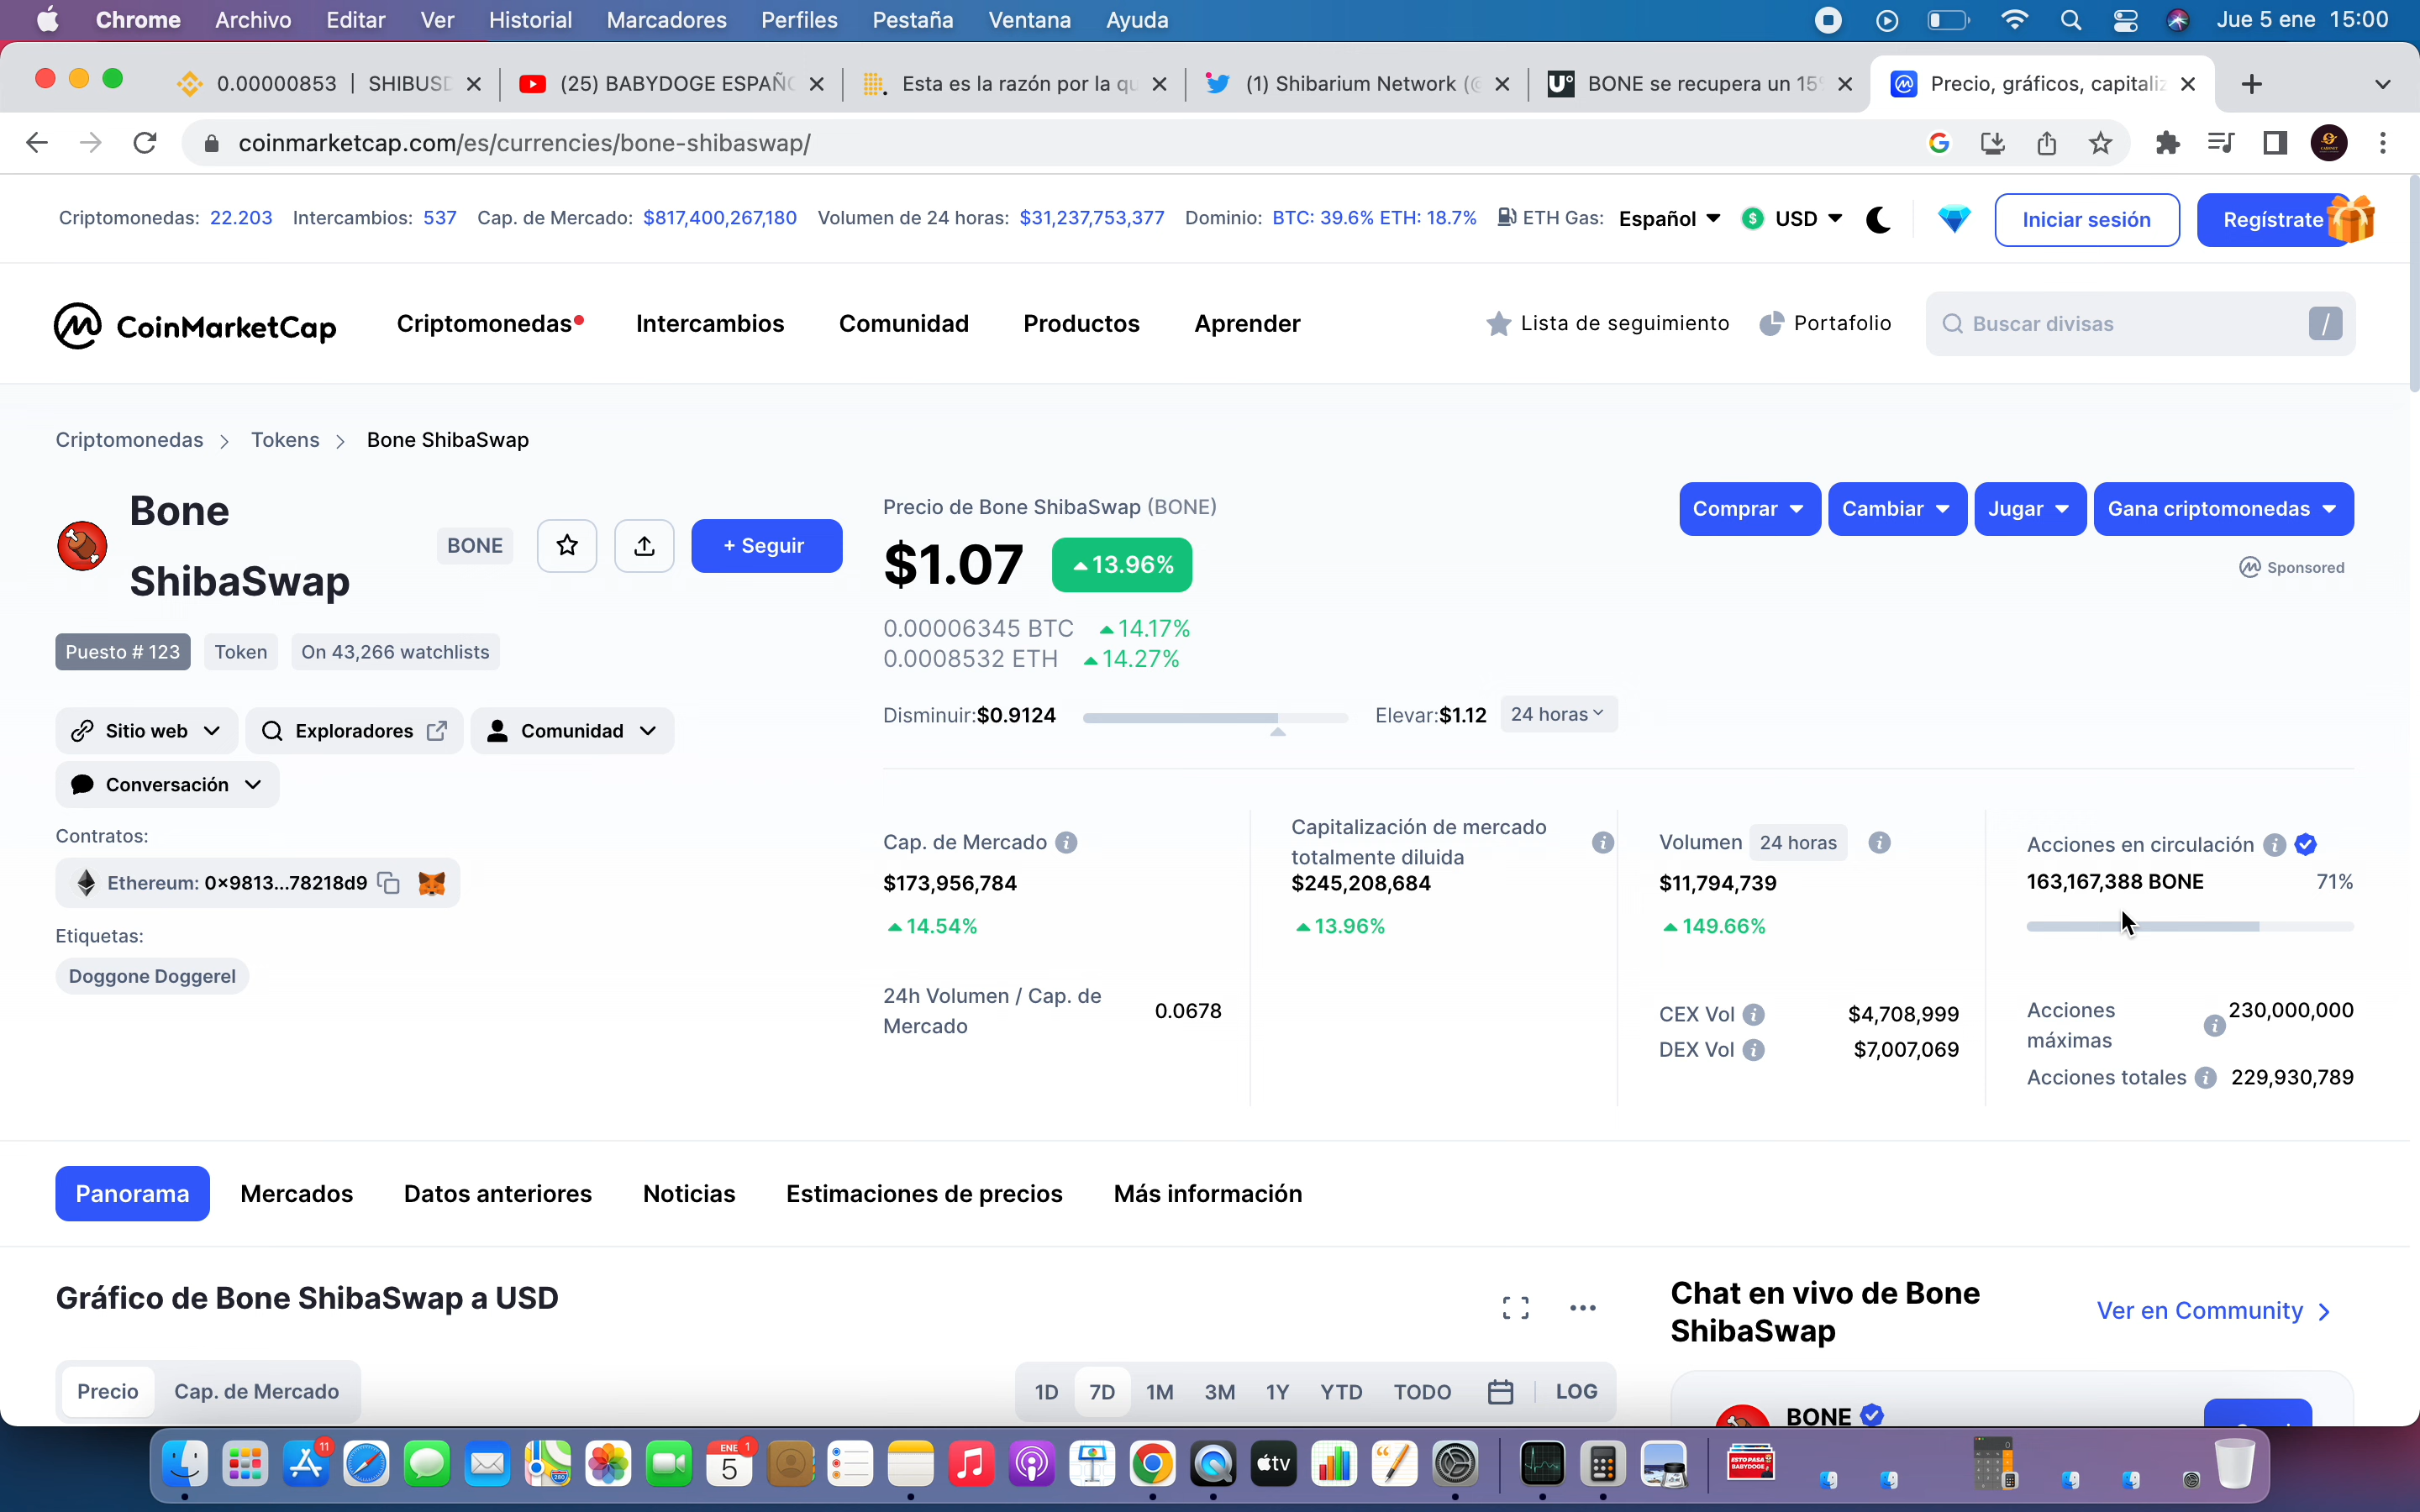 Chrome Archivo Editar Ver Historial Marcadores Perfiles Pestaña Ventana Ayuda Jue 5 ene 15:00
0.00000853 | SHIBUSD (25) BABYDOGE ESPAÑO Esta es la razón por la qu (1) Shibarium Network (@ BONE se recupera un 15% Precio, gráficos, capitaliz
coinmarketcap.com/es/currencies/bone-shibaswap/
Criptomonedas: 22.203 Intercambios: 537 Cap. de Mercado: $817,400,267,180 Volumen de 24 horas: $31,237,753,377 Dominio: BTC: 39.6% ETH: 18.7% ETH Gas: Español USD Iniciar sesión Regístrate
CoinMarketCap Criptomonedas Intercambios Comunidad Productos Aprender Lista de seguimiento Portafolio Buscar divisas /
Criptomonedas > Tokens > Bone ShibaSwap
Bone
ShibaSwap
BONE
+ Seguir
Puesto # 123 Token On 43,266 watchlists
Sitio web Exploradores Comunidad
Conversación
Contratos:
Ethereum: 0x9813...78218d9
Etiquetas:
Doggone Doggerel
Precio de Bone ShibaSwap (BONE)
$1.07 13.96%
0.00006345 BTC 14.17%
0.0008532 ETH 14.27%
Disminuir:$0.9124 Elevar:$1.12 24 horas
Comprar Cambiar Jugar Gana criptomonedas
Sponsored
Cap. de Mercado
$173,956,784
14.54%
24h Volumen / Cap. de
Mercado
0.0678
Capitalización de mercado
totalmente diluida
$245,208,684
13.96%
Volumen 24 horas
$11,794,739
149.66%
CEX Vol $4,708,999
DEX Vol $7,007,069
Acciones en circulación
163,167,388 BONE 71%
Acciones
máximas
230,000,000
Acciones totales 229,930,789
Panorama Mercados Datos anteriores Noticias Estimaciones de precios Más información
Gráfico de Bone ShibaSwap a USD
Precio Cap. de Mercado
1D 7D 1M 3M 1Y YTD TODO LOG
Chat en vivo de Bone
ShibaSwap
Ver en Community
BONE
11
ENE 1
5
280
tv
ESTO PASA
BABYDOGE